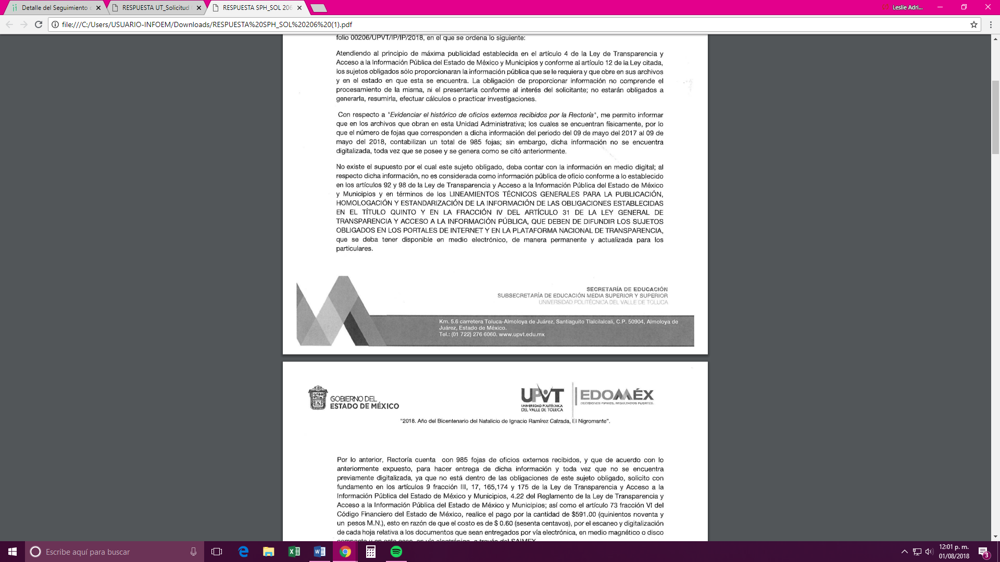 Detalle del Seguimiento
RESPUESTA UT_Solicitud
RESPUESTA SPH_SOL 206
Leslie Adri...
file:///C:/Users/USUARIO-INFOEM/Downloads/RESPUESTA%20SPH_SOL%20206%20(1).pdf
folio 00206/UPVT/IP/IP/2018, en el que se ordena lo siguiente:
Atendiendo al principio de máxima publicidad establecida en el artículo 4 de la Ley de Transparencia y
Acceso a la Información Pública del Estado de México y Municipios y conforme al artículo 12 de la Ley citada,
los sujetos obligados sólo proporcionaran la información pública que se le requiera y que obre en sus archivos
y en el estado en que esta se encuentra. La obligación de proporcionar información no comprende el
procesamiento de la misma, ni el presentarla conforme al interés del solicitante; no estarán obligados a
generarla, resumirla, efectuar cálculos o practicar investigaciones.
Con respecto a "Evidenciar el histórico de oficios externos recibidos por la Rectoría", me permito informar
que en los archivos que obran en esta Unidad Administrativa; los cuales se encuentran físicamente, por lo
que el número de fojas que corresponden a dicha información del periodo del 09 de mayo del 2017 al 09 de
mayo del 2018, contabilizan un total de 985 fojas; sin embargo, dicha información no se encuentra
digitalizada, toda vez que se posee y se genera como se citó anteriormente.
No existe el supuesto por el cual este sujeto obligado, deba contar con la información en medio digital; al
respecto dicha información, no es considerada como información pública de oficio conforme a lo establecido
en los artículos 92 y 98 de la Ley de Transparencia y Acceso a la Información Pública del Estado de México
y Municipios y en términos de los LINEAMIENTOS TÉCNICOS GENERALES PARA LA PUBLICACIÓN,
HOMOLOGACIÓN Y ESTANDARIZACIÓN DE LA INFORMACIÓN DE LAS OBLIGACIONES ESTABLECIDAS
EN EL TÍTULO QUINTO Y EN LA FRACCIÓN IV DEL ARTÍCULO 31 DE LA LEY GENERAL DE
TRANSPARENCIA Y ACCESO A LA INFORMACIÓN PÚBLICA, QUE DEBEN DE DIFUNDIR LOS SUJETOS
OBLIGADOS EN LOS PORTALES DE INTERNET Y EN LA PLATAFORMA NACIONAL DE TRANSPARENCIA,
que se deba tener disponible en medio electrónico, de manera permanente y actualizada para los
particulares.
SECRETARÍA DE EDUCACIÓN
SUBSECRETARÍA DE EDUCACIÓN MEDIA SUPERIOR Y SUPERIOR
UNIVERSIDAD POLITÉCNICA DEL VALLE DE TOLUCA
Km. 5.6 carretera Toluca-Almoloya de Juárez, Santiaguito Tlalcilalcali, C.P. 50904, Almoloya de
Juárez, Estado de México.
Tel.: (01 722) 276 6060. www.upvt.edu.mx
GOBIERNO DEL
ESTADO DE MÉXICO
UPVT
UNIVERSIDAD POLITÉCNICA
DEL VALLE DE TOLUCA
EDOMÉX
DECISIONES FIRMES, RESULTADOS FUERTES.
"2018. Año del Bicentenario del Natalicio de Ignacio Ramírez Calzada, El Nigromante".
Por lo anterior, Rectoría cuenta con 985 fojas de oficios externos recibidos, y que de acuerdo con lo
anteriormente expuesto, para hacer entrega de dicha información y toda vez que no se encuentra
previamente digitalizada, ya que no está dentro de las obligaciones de este sujeto obligado, solicito con
fundamento en los artículos 9 fracción III, 17, 165,174 y 175 de la Ley de Transparencia y Acceso a la
Información Pública del Estado de México y Municipios, 4.22 del Reglamento de la Ley de Transparencia y
Acceso a la Información Pública del Estado de México y Municipios; así como el artículo 73 fracción VI del
Código Financiero del Estado de México, realice el pago por la cantidad de $591.00 (quinientos noventa y
un pesos M.N.), esto en razón de que el costo es de $ 0.60 (sesenta centavos), por el escaneo y digitalización
de cada hoja relativa a los documentos que sean entregados por vía electrónica, en medio magnético o disco
Escribe aquí para buscar
12:01 p. m.
01/08/2018
3